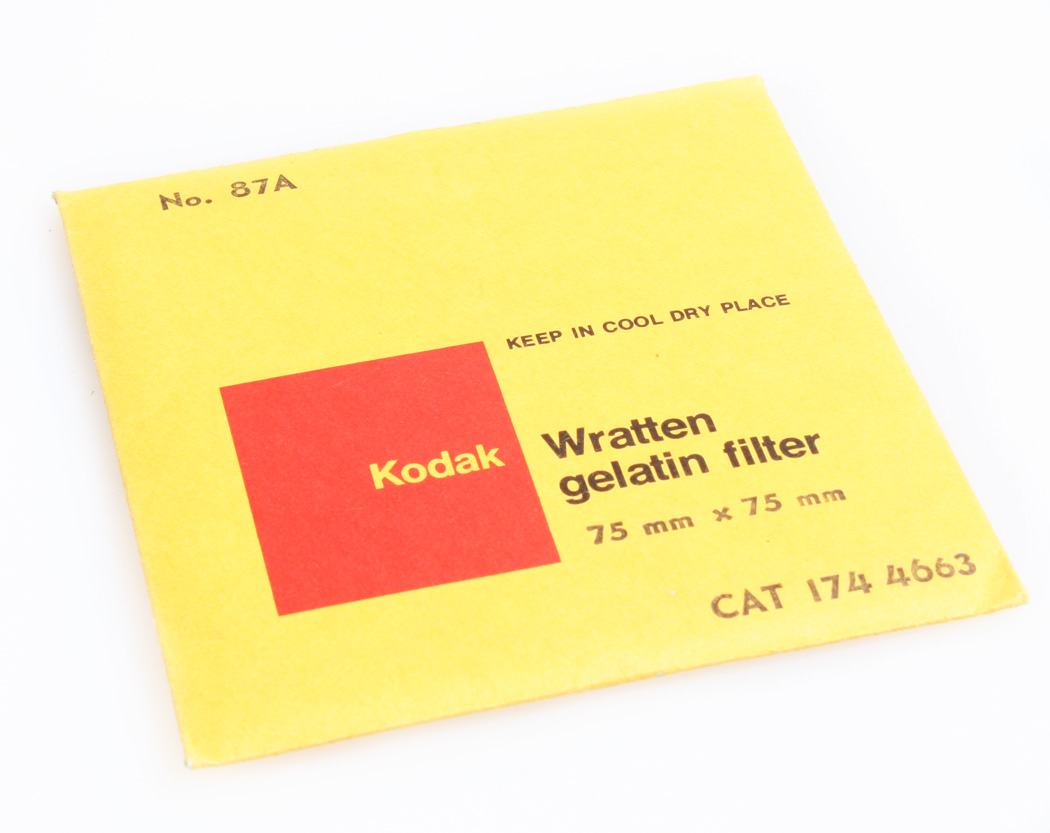 No. 87A
KEEP IN COOL DRY PLACE
Kodak
Wratten
gelatin filter
75 mm x 75 mm
CAT 174 4663